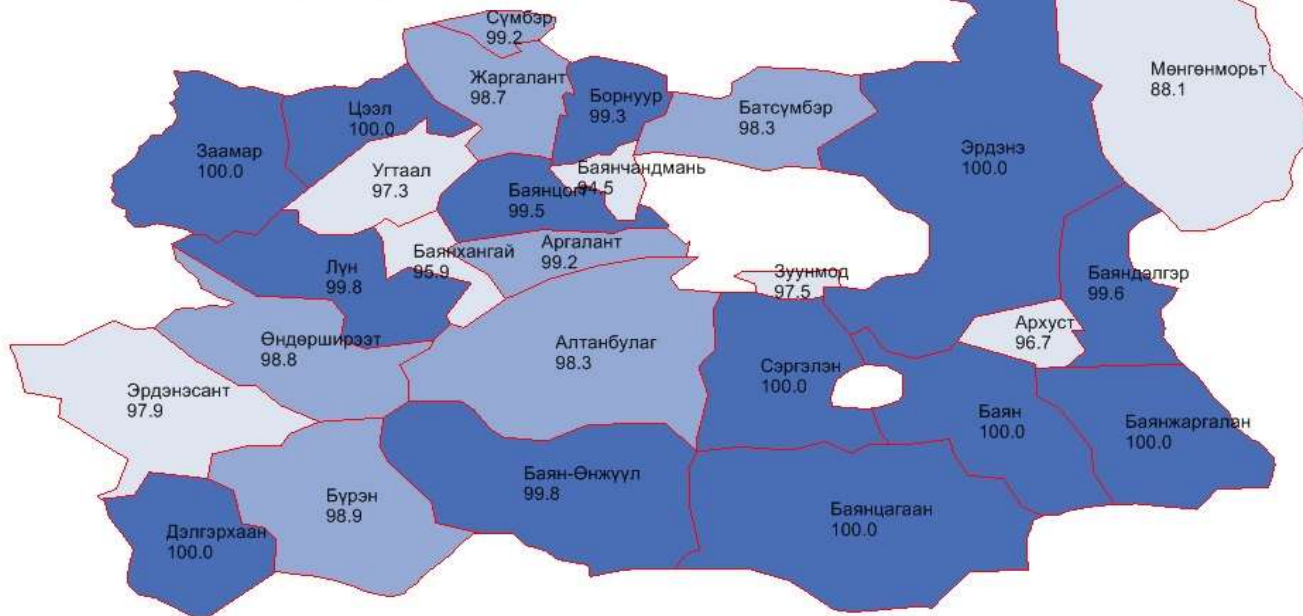 Сүмбэр
99.2
Мөнгөнморьт
88.1
Жаргалант
98.7
Борнуур
99.3
Батсүмбэр
98.3
Цээл
100.0
Эрдэнэ
100.0
Заамар
100.0
Угтаал
97.3
Баянчандмань
94.5
Баянцогт
99.5
Аргалант
99.2
Баянхангай
95.9
Лүн
99.8
Зуунмод
97.5
Баяндэлгэр
99.6
Архуст
96.7
Өндөрширээт
98.8
Алтанбулаг
98.3
Сэргэлэн
100.0
Эрдэнэсант
97.9
Баян
100.0
Баянжаргалан
100.0
Баян-Өнжүүл
99.8
Бүрэн
98.9
Баянцагаан
100.0
Дэлгэрхаан
100.0